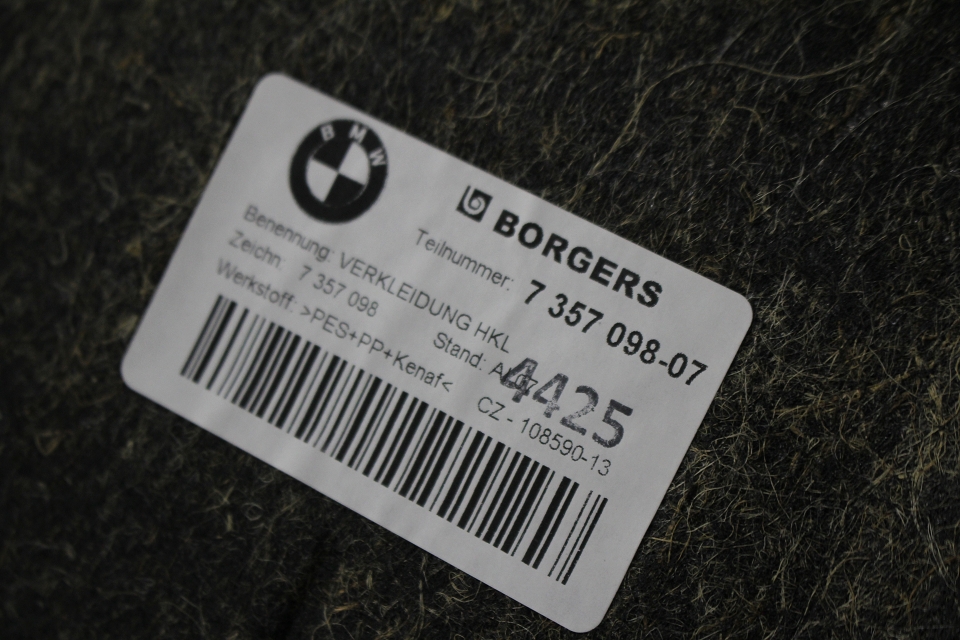 BMW
BORGERS
Teilnummer: 7 357 098-07
Benennung: VERKLEIDUNG HKL
Zeichn: 7 357 098 Stand:
Werkstoff: >PES+PP+Kenaf<
4425
CZ - 108590-13